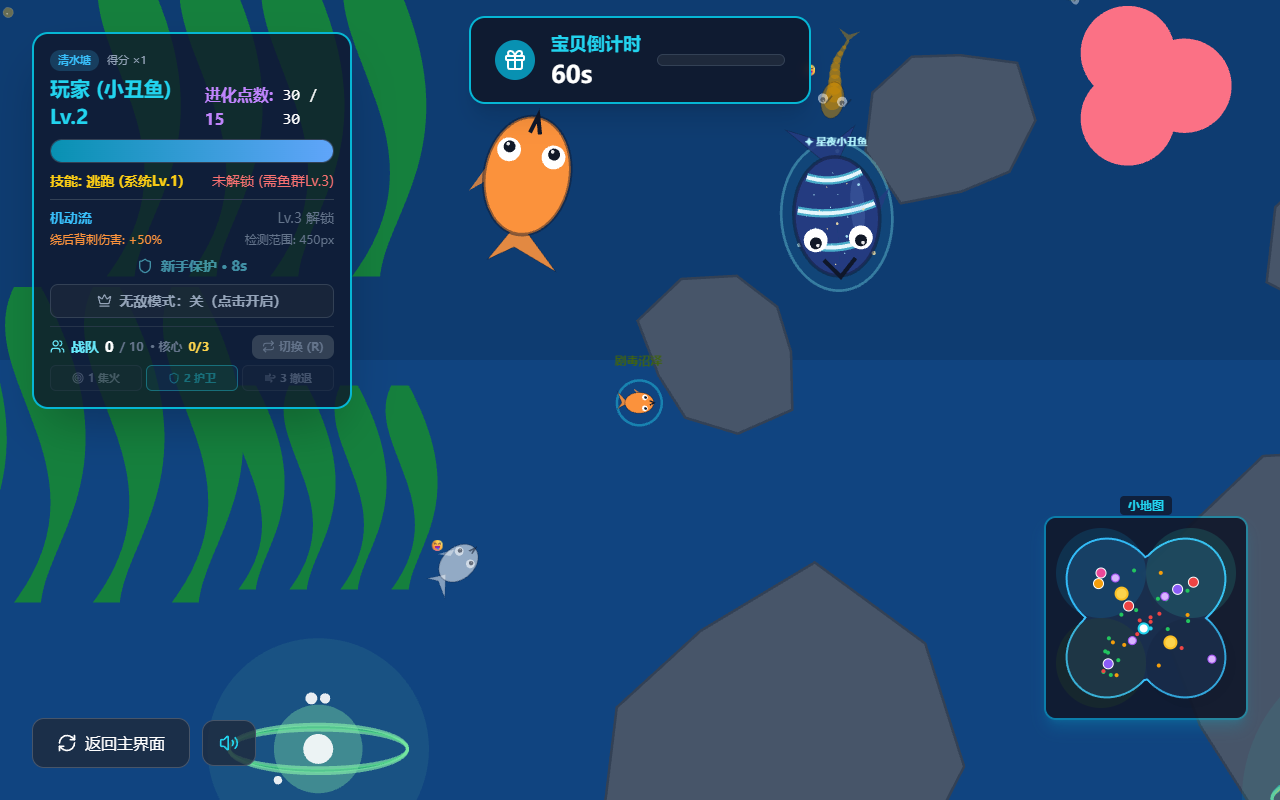 清水塘 得分 ×1
玩家 (小丑鱼) Lv.2
进化点数: 15
30 / 30
技能: 逃跑 (系统Lv.1) 未解锁 (需鱼群Lv.3)
机动流 Lv.3 解锁
绕后背刺伤害: +50% 检测范围: 450px
新手保护 • 8s
无敌模式：关（点击开启）
战队 0 / 10 • 核心 0/3 切换 (R)
1 集火 2 护卫 3 撤退
宝贝倒计时
60s
✦ 星夜小丑鱼
小地图
返回主界面